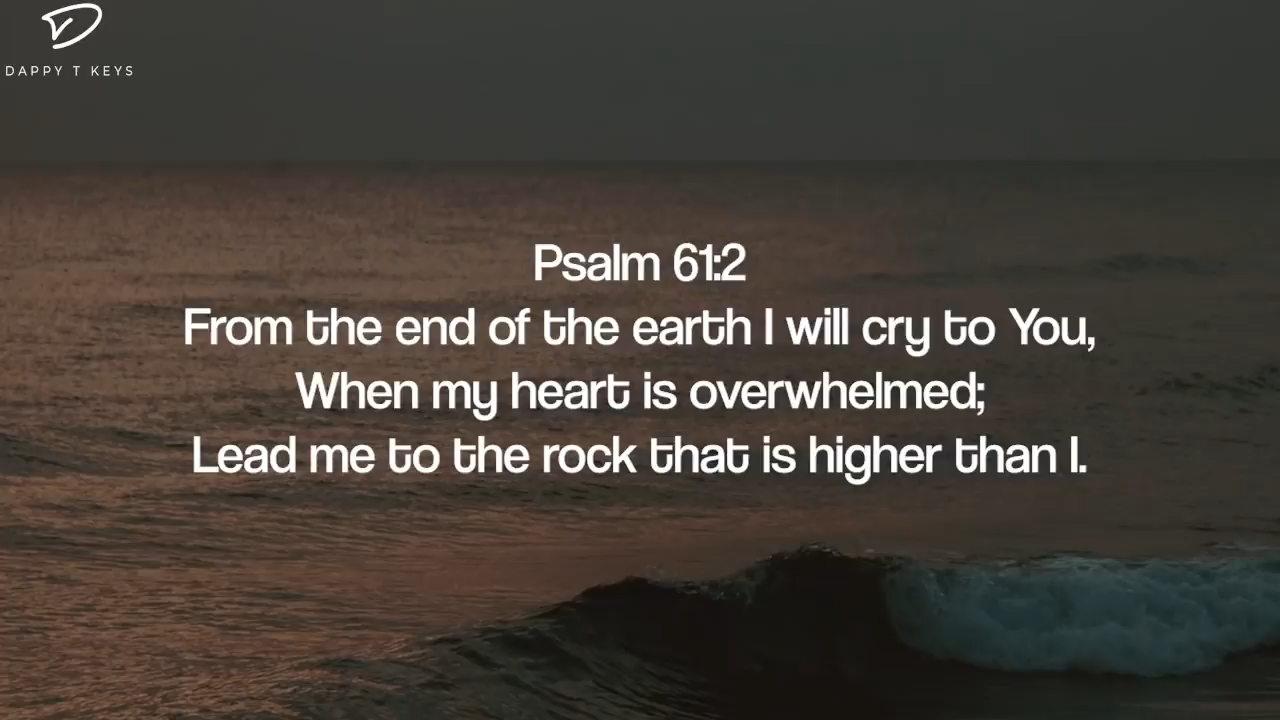 DAPPY T KEYS
Psalm 61:2
From the end of the earth I will cry to You,
When my heart is overwhelmed;
Lead me to the rock that is higher than I.